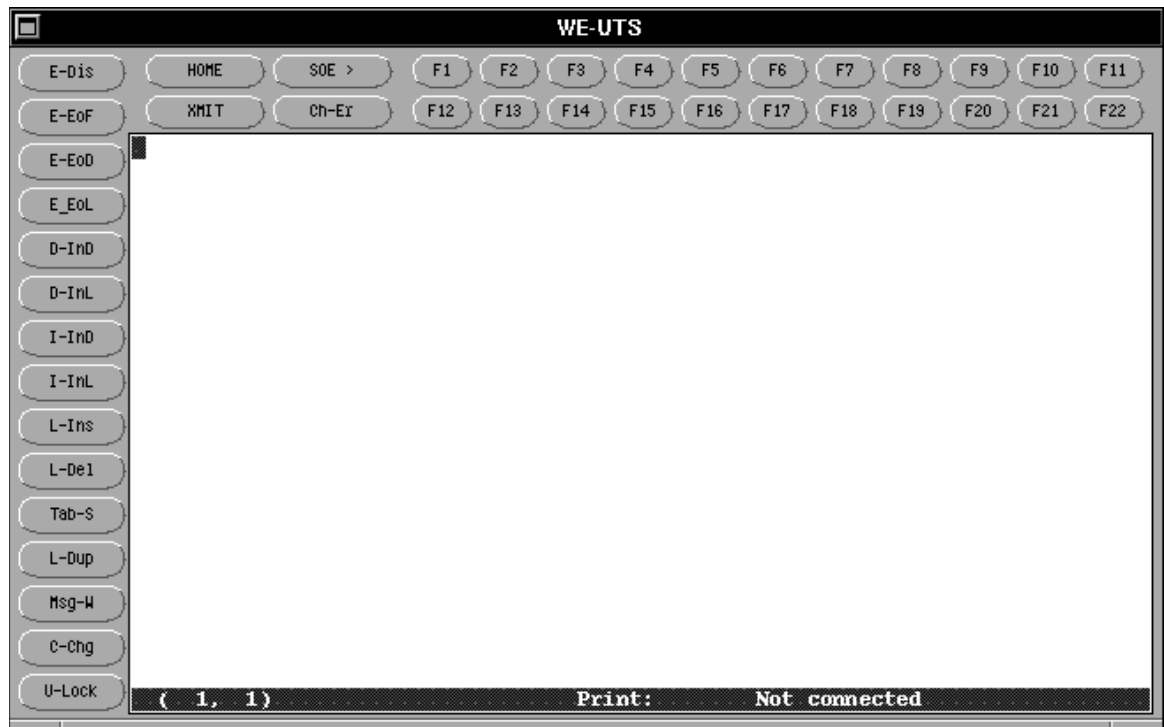 WE-UTS
E-Dis HOME SOE > F1 F2 F3 F4 F5 F6 F7 F8 F9 F10 F11
E-EoF XMIT Ch-Er F12 F13 F14 F15 F16 F17 F18 F19 F20 F21 F22
E-EoD
E_EoL
D-InD
D-InL
I-InD
I-InL
L-Ins
L-Del
Tab-S
L-Dup
Msg-W
C-Chg
U-Lock ( 1, 1) Print: Not connected